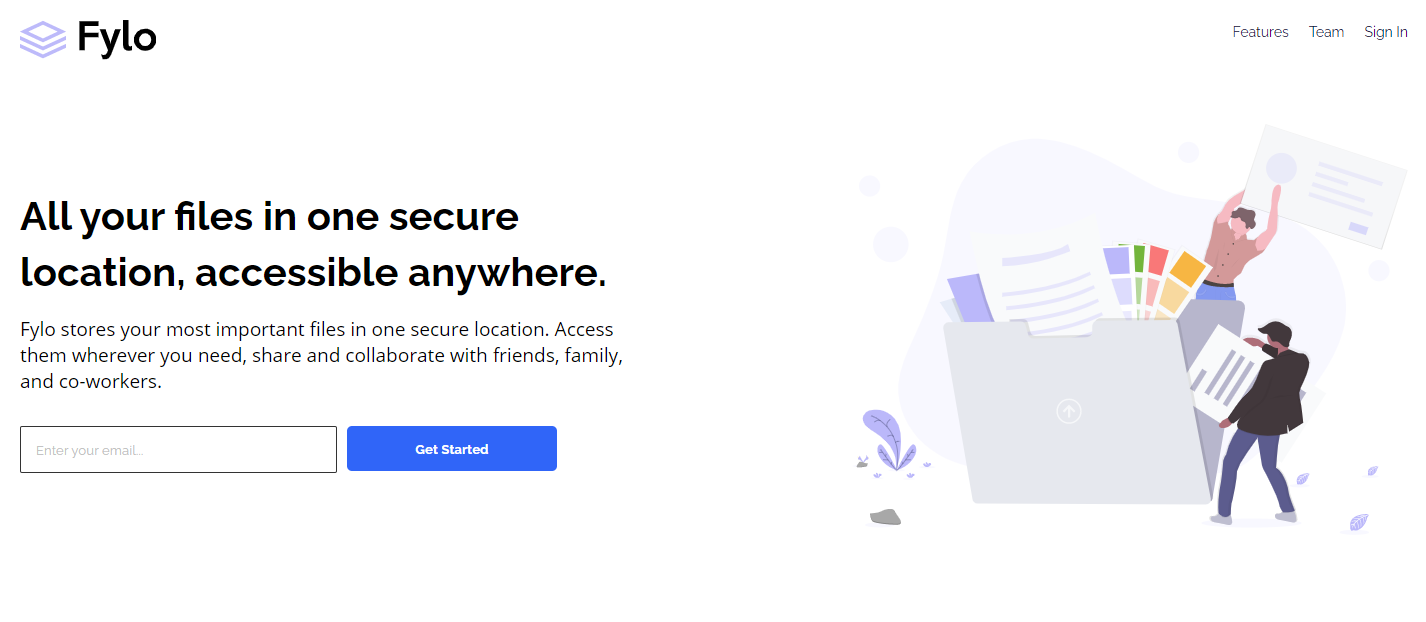 Fylo
Features Team Sign In
All your files in one secure
location, accessible anywhere.
Fylo stores your most important files in one secure location. Access
them wherever you need, share and collaborate with friends, family,
and co-workers.
Enter your email...
Get Started